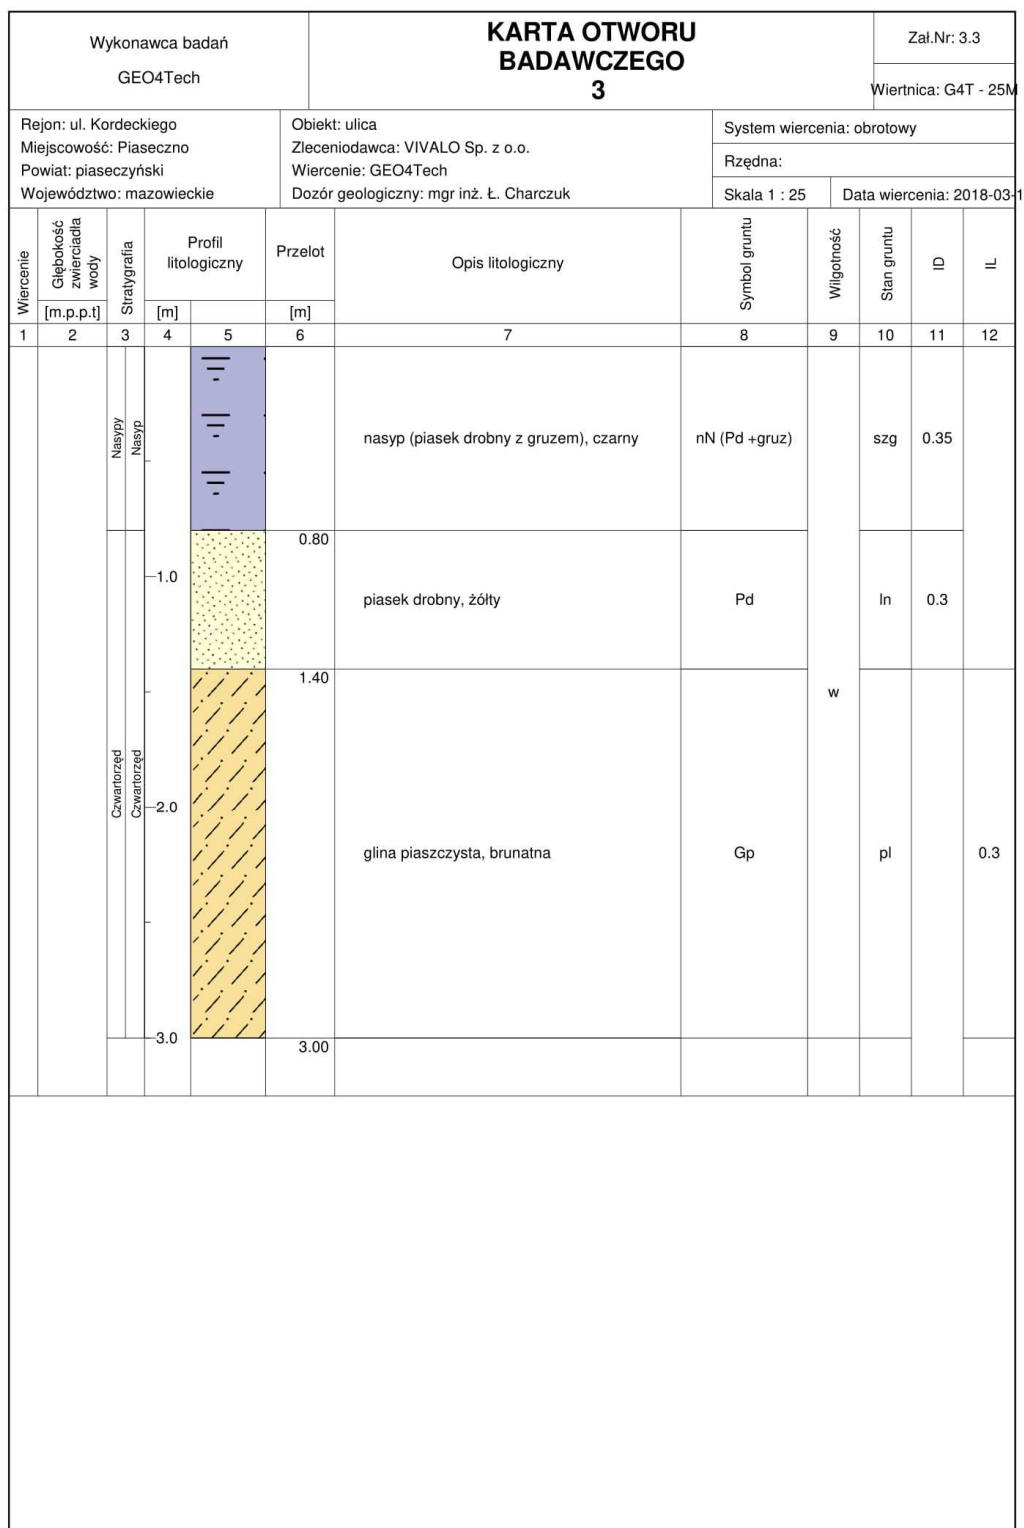 Wykonawca badań
GEO4Tech
KARTA OTWORU
BADAWCZEGO
3
Zał.Nr: 3.3
Wiertnica: G4T - 25M
Rejon: ul. Kordeckiego
Miejscowość: Piaseczno
Powiat: piaseczyński
Województwo: mazowieckie
Obiekt: ulica
Zleceniodawca: VIVALO Sp. z o.o.
Wiercenie: GEO4Tech
Dozór geologiczny: mgr inż. Ł. Charczuk
System wiercenia: obrotowy
Rzędna:
Skala 1 : 25
Data wiercenia: 2018-03-1
Wiercenie
Głębokość
zwierciadła
wody
[m.p.p.t]
Stratygrafia
Profil
litologiczny
[m]
Przelot
[m]
Opis litologiczny
Symbol gruntu
Wilgotność
Stan gruntu
ID
IL
1 2 3 4 5 6 7 8 9 10 11 12
Nasypy
Nasyp
nasyp (piasek drobny z gruzem), czarny nN (Pd +gruz) szg 0.35
0.80
1.0
piasek drobny, żółty Pd ln 0.3
1.40
w
Czwartorzęd
Czwartorzęd
2.0
glina piaszczysta, brunatna Gp pl 0.3
3.0
3.00